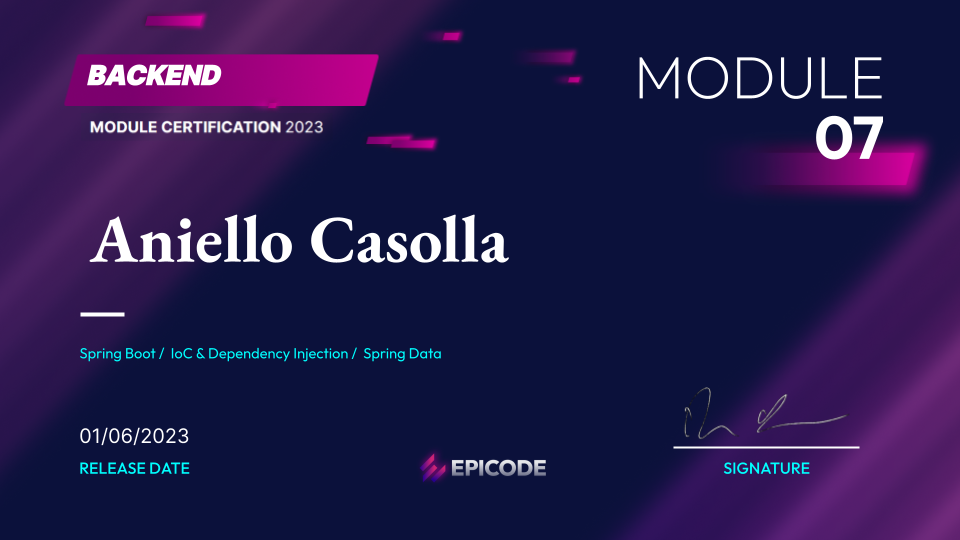 BACKEND
MODULE CERTIFICATION 2023
MODULE
07
Aniello Casolla
Spring Boot / IoC & Dependency Injection / Spring Data
01/06/2023
RELEASE DATE
EPICODE
SIGNATURE